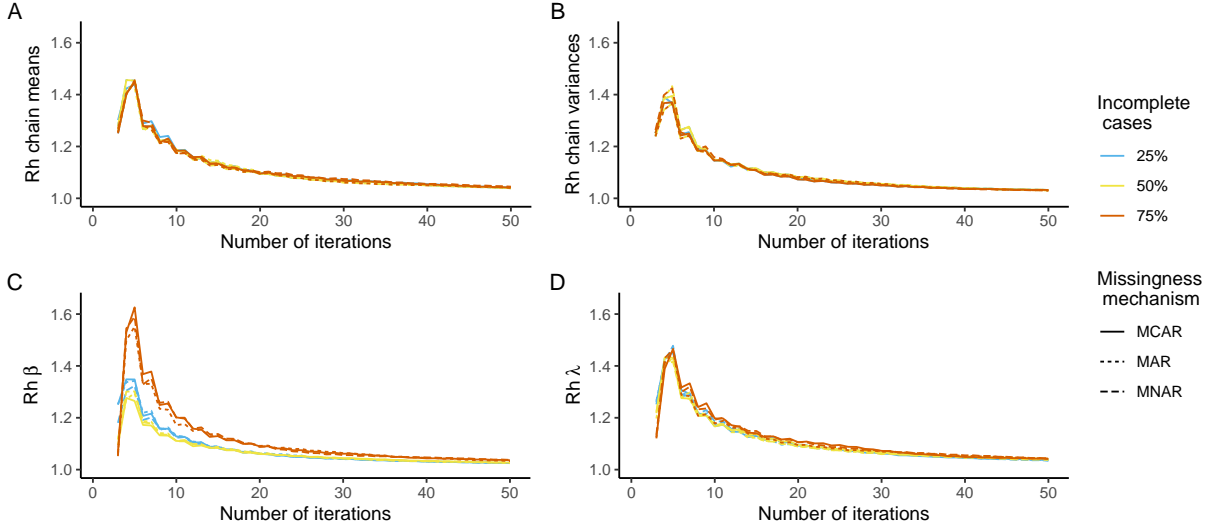 A
Rh chain means
1.6
1.4
1.2
1.0
0
10
20
30
40
50
Number of iterations
B
Rh chain variances
1.6
1.4
1.2
1.0
0
10
20
30
40
50
Number of iterations
C
Rh β
1.6
1.4
1.2
1.0
0
10
20
30
40
50
Number of iterations
D
Rh λ
1.6
1.4
1.2
1.0
0
10
20
30
40
50
Number of iterations
Incomplete
cases
25%
50%
75%
Missingness
mechanism
MCAR
MAR
MNAR